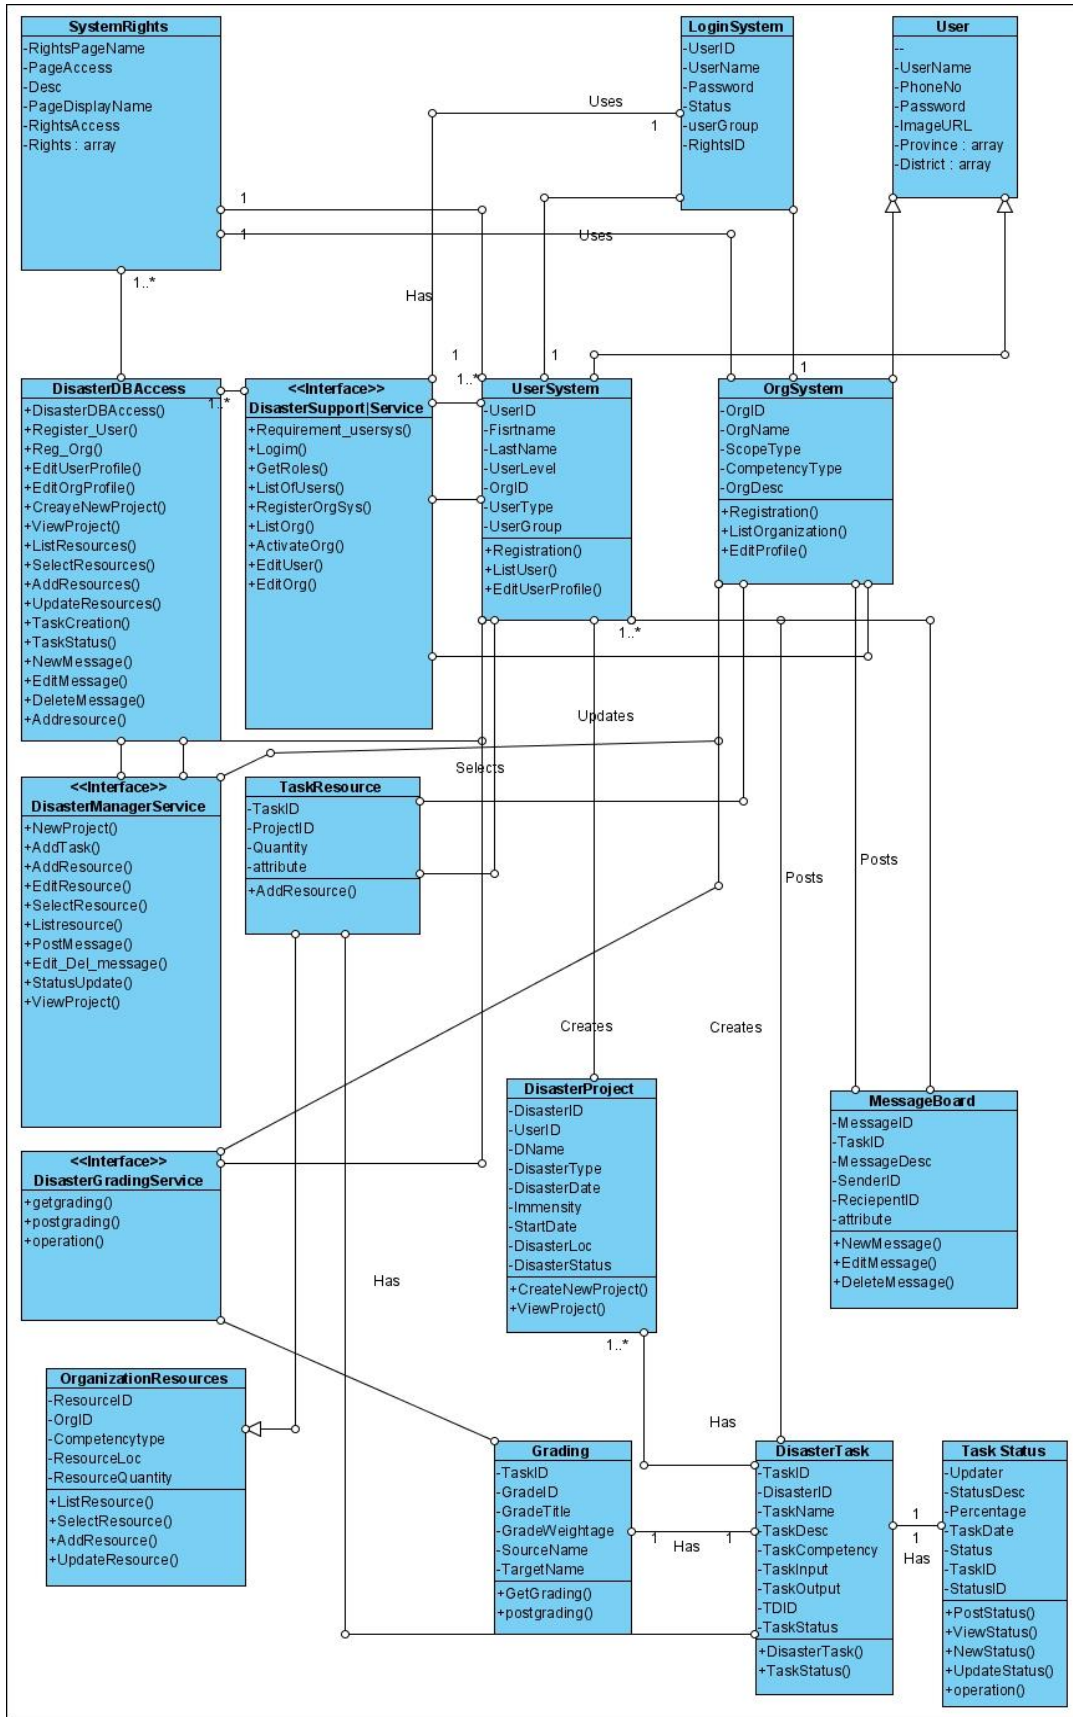 SystemRights
-RightsPageName
-PageAccess
-Desc
-PageDisplayName
-RightsAccess
-Rights : array
LoginSystem
-UserID
-UserName
-Password
-Status
-userGroup
-RightsID
User
--
-UserName
-PhoneNo
-Password
-ImageURL
-Province : array
-District : array
Uses
1
1
1
Uses
1..*
Has
1
1..*
1
1
1..*
DisasterDBAccess
+DisasterDBAccess()
+Register_User()
+Reg_Org()
+EditUserProfile()
+EditOrgProfile()
+CreayeNewProject()
+ViewProject()
+ListResources()
+SelectResources()
+AddResources()
+UpdateResources()
+TaskCreation()
+TaskStatus()
+NewMessage()
+EditMessage()
+DeleteMessage()
+Addresource()
<<Interface>>
DisasterSupport|Service
+Requirement_usersys()
+Logim()
+GetRoles()
+ListOfUsers()
+RegisterOrgSys()
+ListOrg()
+ActivateOrg()
+EditUser()
+EditOrg()
UserSystem
-UserID
-Fisrtname
-LastName
-UserLevel
-OrgID
-UserType
-UserGroup
+Registration()
+ListUser()
+EditUserProfile()
OrgSystem
-OrgID
-OrgName
-ScopeType
-CompetencyType
-OrgDesc
+Registration()
+ListOrganization()
+EditProfile()
1..*
Updates
Selects
<<Interface>>
DisasterManagerService
+NewProject()
+AddTask()
+AddResource()
+EditResource()
+SelectResource()
+Listresource()
+PostMessage()
+Edit_Del_message()
+StatusUpdate()
+ViewProject()
TaskResource
-TaskID
-ProjectID
-Quantity
-attribute
+AddResource()
Posts
Posts
Creates
Creates
DisasterProject
-DisasterID
-UserID
-DName
-DisasterType
-DisasterDate
-Immensity
-StartDate
-DisasterLoc
-DisasterStatus
+CreateNewProject()
+ViewProject()
MessageBoard
-MessageID
-TaskID
-MessageDesc
-SenderID
-ReciepentID
-attribute
+NewMessage()
+EditMessage()
+DeleteMessage()
<<Interface>>
DisasterGradingService
+getgrading()
+postgrading()
+operation()
Has
1..*
OrganizationResources
-ResourceID
-OrgID
-Competencytype
-ResourceLoc
-ResourceQuantity
+ListResource()
+SelectResource()
+AddResource()
+UpdateResource()
Has
Grading
-TaskID
-GradeID
-GradeTitle
-GradeWeightage
-SourceName
-TargetName
+GetGrading()
+postgrading()
1
Has
1
DisasterTask
-TaskID
-DisasterID
-TaskName
-TaskDesc
-TaskCompetency
-TaskInput
-TaskOutput
-TDID
-TaskStatus
+DisasterTask()
+TaskStatus()
1
1
Has
Task Status
-Updater
-StatusDesc
-Percentage
-TaskDate
-Status
-TaskID
-StatusID
+PostStatus()
+ViewStatus()
+NewStatus()
+UpdateStatus()
+operation()